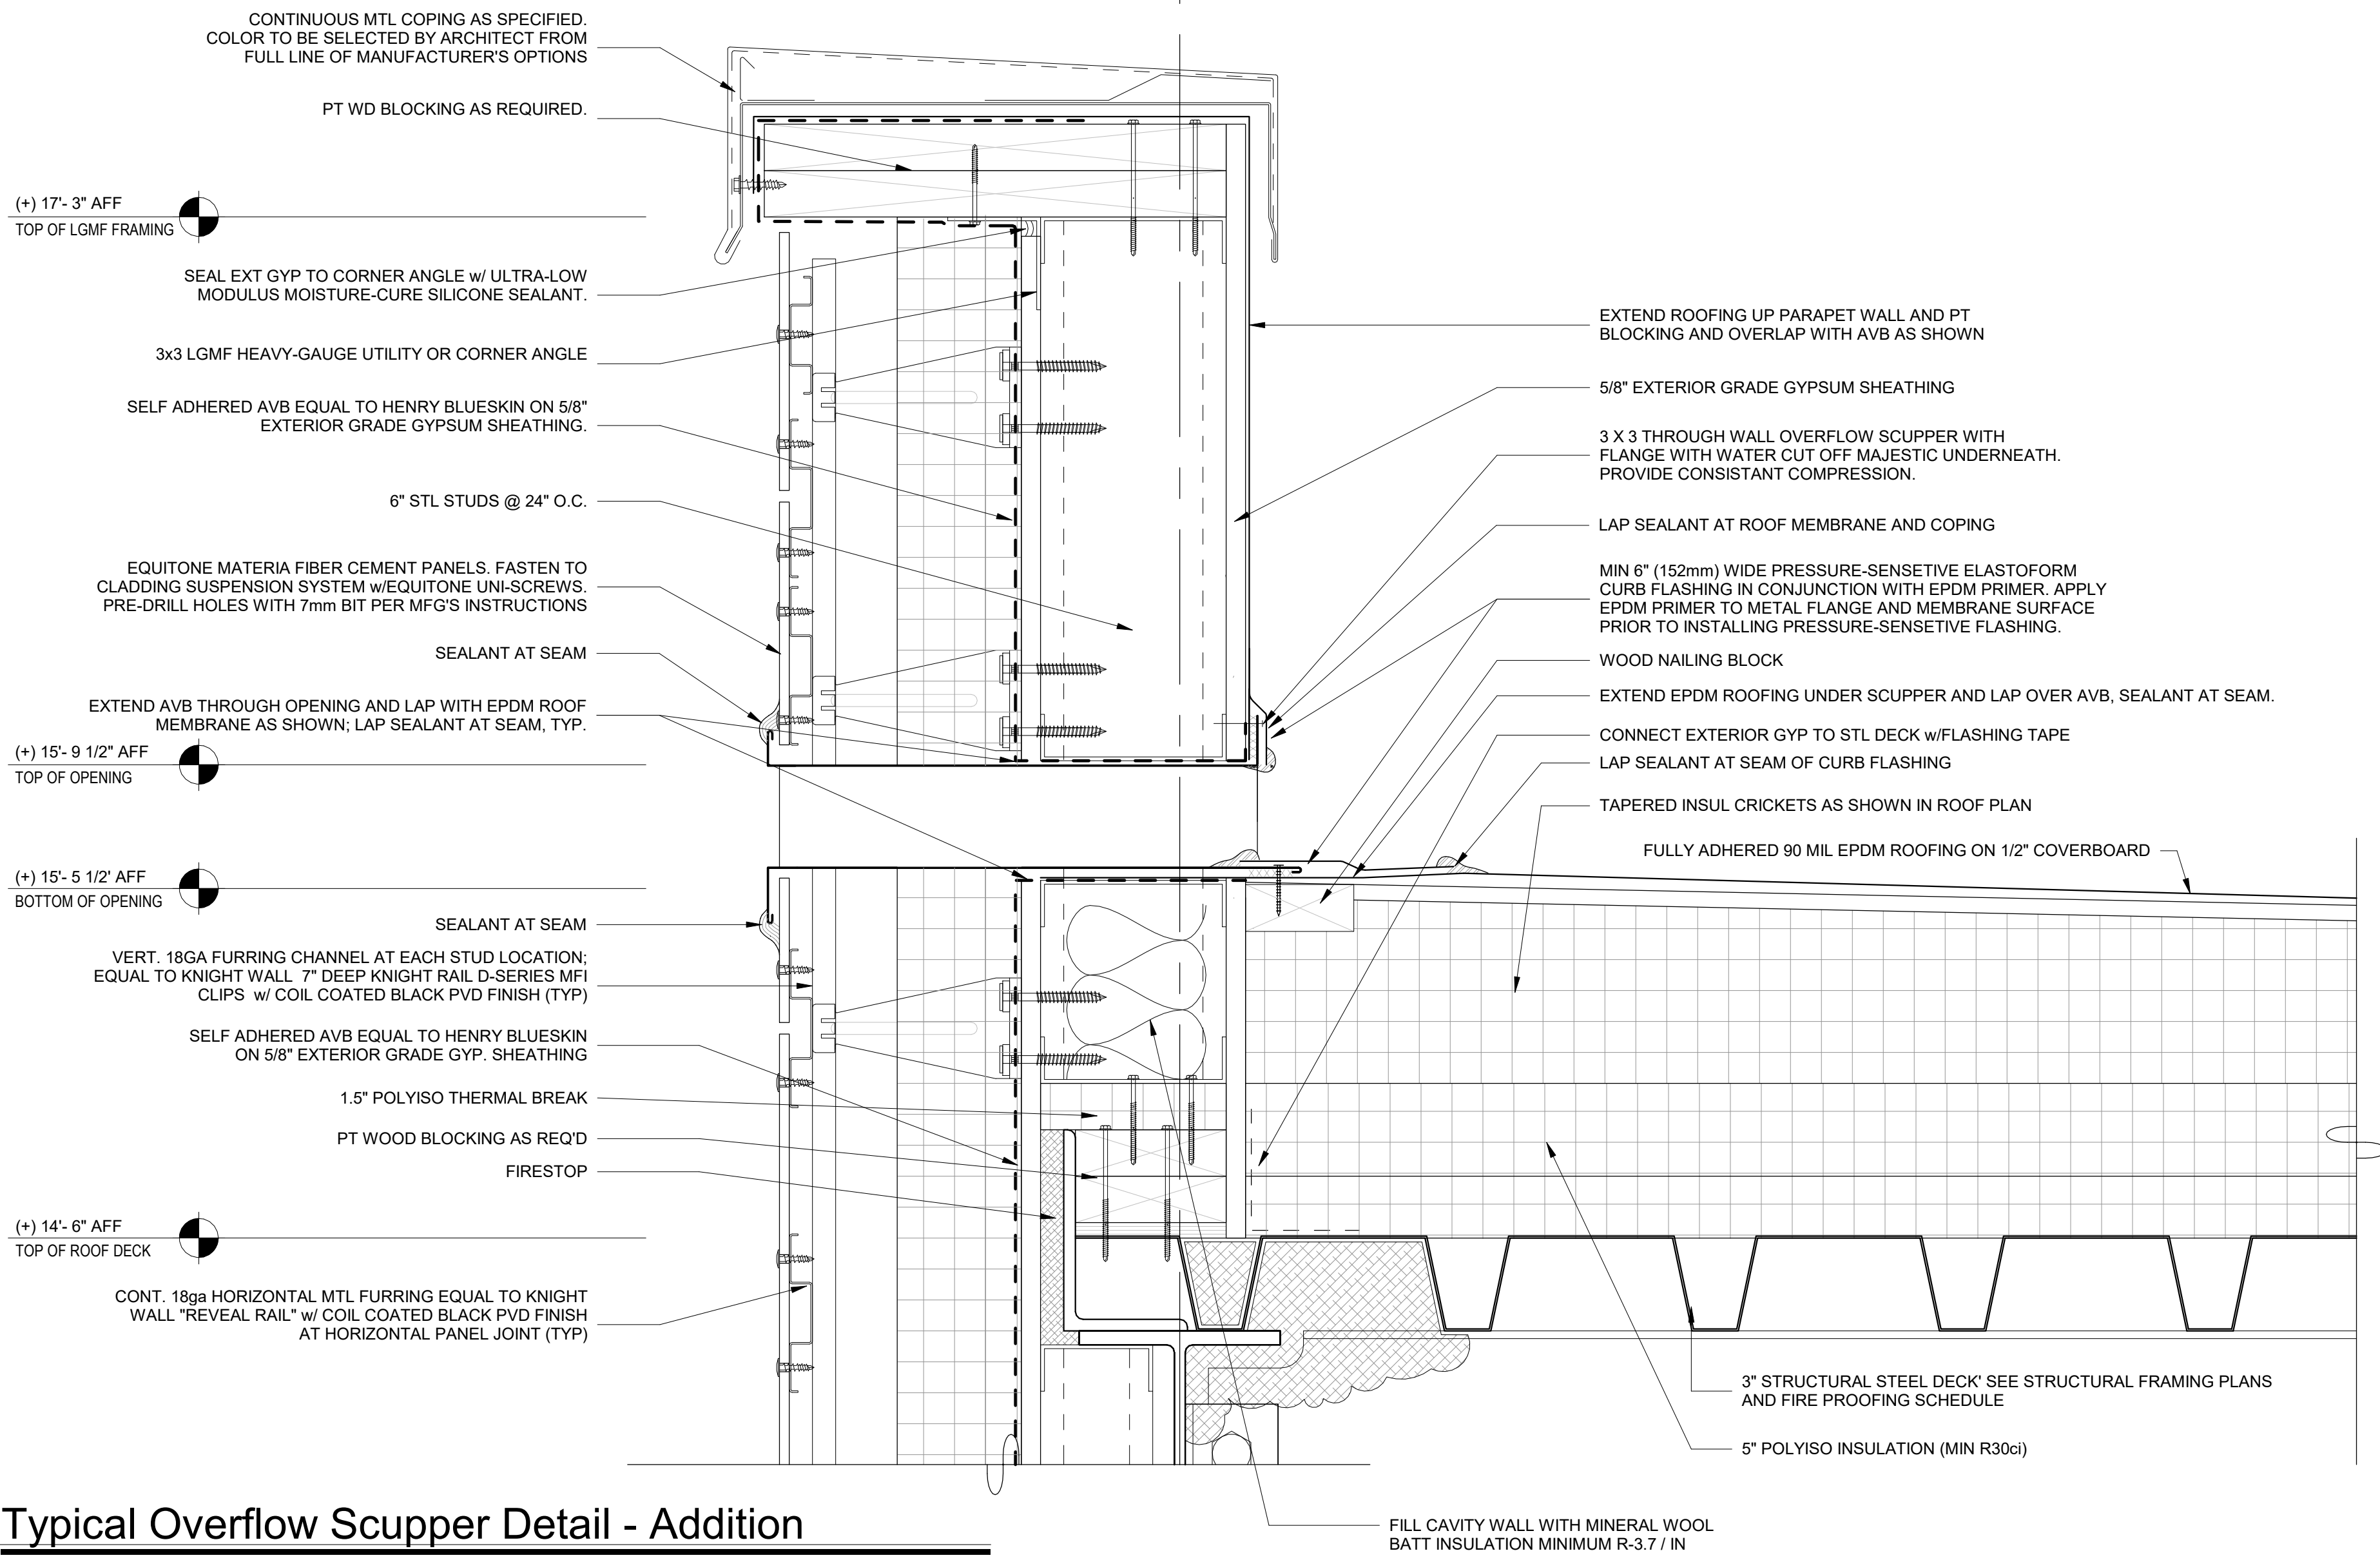 CONTINUOUS MTL COPING AS SPECIFIED.
COLOR TO BE SELECTED BY ARCHITECT FROM
FULL LINE OF MANUFACTURER'S OPTIONS
PT WD BLOCKING AS REQUIRED.
(+) 17'- 3" AFF
TOP OF LGMF FRAMING
SEAL EXT GYP TO CORNER ANGLE w/ ULTRA-LOW
MODULUS MOISTURE-CURE SILICONE SEALANT.
3x3 LGMF HEAVY-GAUGE UTILITY OR CORNER ANGLE
SELF ADHERED AVB EQUAL TO HENRY BLUESKIN ON 5/8"
EXTERIOR GRADE GYPSUM SHEATHING.
6" STL STUDS @ 24" O.C.
EQUITONE MATERIA FIBER CEMENT PANELS. FASTEN TO
CLADDING SUSPENSION SYSTEM w/EQUITONE UNI-SCREWS.
PRE-DRILL HOLES WITH 7mm BIT PER MFG'S INSTRUCTIONS
SEALANT AT SEAM
EXTEND AVB THROUGH OPENING AND LAP WITH EPDM ROOF
MEMBRANE AS SHOWN; LAP SEALANT AT SEAM, TYP.
(+) 15'- 9 1/2" AFF
TOP OF OPENING
(+) 15'- 5 1/2' AFF
BOTTOM OF OPENING
SEALANT AT SEAM
VERT. 18GA FURRING CHANNEL AT EACH STUD LOCATION;
EQUAL TO KNIGHT WALL 7" DEEP KNIGHT RAIL D-SERIES MFI
CLIPS w/ COIL COATED BLACK PVD FINISH (TYP)
SELF ADHERED AVB EQUAL TO HENRY BLUESKIN
ON 5/8" EXTERIOR GRADE GYP. SHEATHING
1.5" POLYISO THERMAL BREAK
PT WOOD BLOCKING AS REQ'D
FIRESTOP
(+) 14'- 6" AFF
TOP OF ROOF DECK
CONT. 18ga HORIZONTAL MTL FURRING EQUAL TO KNIGHT
WALL "REVEAL RAIL" w/ COIL COATED BLACK PVD FINISH
AT HORIZONTAL PANEL JOINT (TYP)
EXTEND ROOFING UP PARAPET WALL AND PT
BLOCKING AND OVERLAP WITH AVB AS SHOWN
5/8" EXTERIOR GRADE GYPSUM SHEATHING
3 X 3 THROUGH WALL OVERFLOW SCUPPER WITH
FLANGE WITH WATER CUT OFF MAJESTIC UNDERNEATH.
PROVIDE CONSISTANT COMPRESSION.
LAP SEALANT AT ROOF MEMBRANE AND COPING
MIN 6" (152mm) WIDE PRESSURE-SENSETIVE ELASTOFORM
CURB FLASHING IN CONJUNCTION WITH EPDM PRIMER. APPLY
EPDM PRIMER TO METAL FLANGE AND MEMBRANE SURFACE
PRIOR TO INSTALLING PRESSURE-SENSETIVE FLASHING.
WOOD NAILING BLOCK
EXTEND EPDM ROOFING UNDER SCUPPER AND LAP OVER AVB, SEALANT AT SEAM.
CONNECT EXTERIOR GYP TO STL DECK w/FLASHING TAPE
LAP SEALANT AT SEAM OF CURB FLASHING
TAPERED INSUL CRICKETS AS SHOWN IN ROOF PLAN
FULLY ADHERED 90 MIL EPDM ROOFING ON 1/2" COVERBOARD
3" STRUCTURAL STEEL DECK' SEE STRUCTURAL FRAMING PLANS
AND FIRE PROOFING SCHEDULE
5" POLYISO INSULATION (MIN R30ci)
FILL CAVITY WALL WITH MINERAL WOOL
BATT INSULATION MINIMUM R-3.7 / IN
Typical Overflow Scupper Detail - Addition